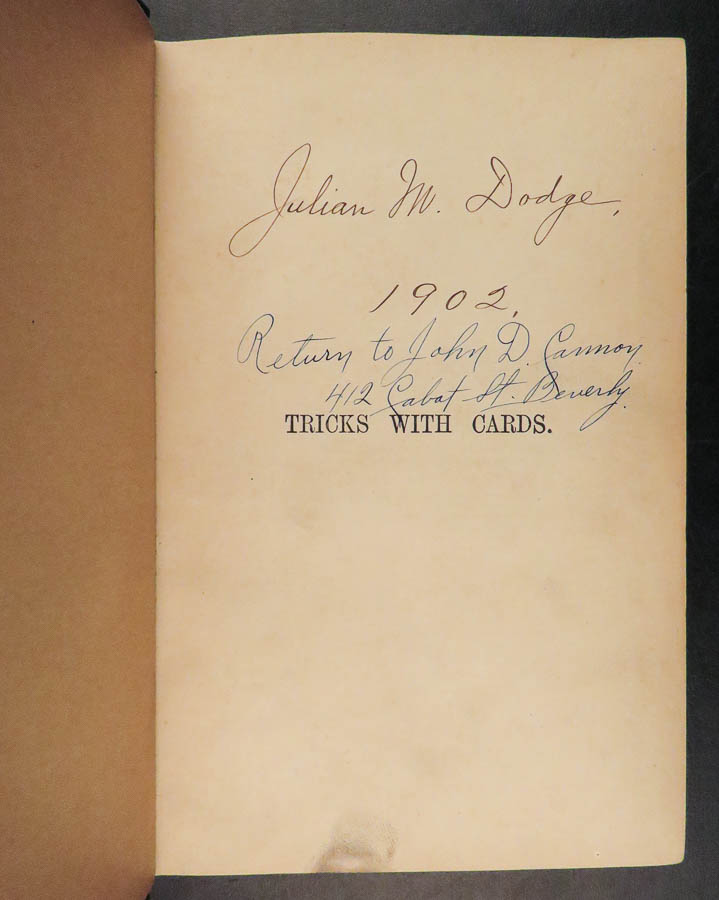 Julian M. Dodge,
1902,
Return to John D. Cannon
412 Cabot St. Beverly.
TRICKS WITH CARDS.